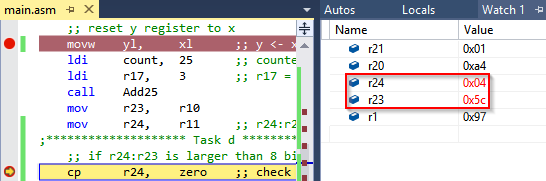 main.asm
;; reset y register to x
movw yl, xl ;; y <- x
ldi count, 25 ;; counte
ldi r17, 3 ;; r17 =
call Add25
mov r23, r10
mov r24, r11 ;; r24:r2
;******************** Task d ********
;; if r24:r23 is larger than 8 bi
cp r24, zero ;; check
Autos Locals Watch 1
Name Value
r21 0x01
r20 0xa4
r24 0x04
r23 0x5c
r1 0x97